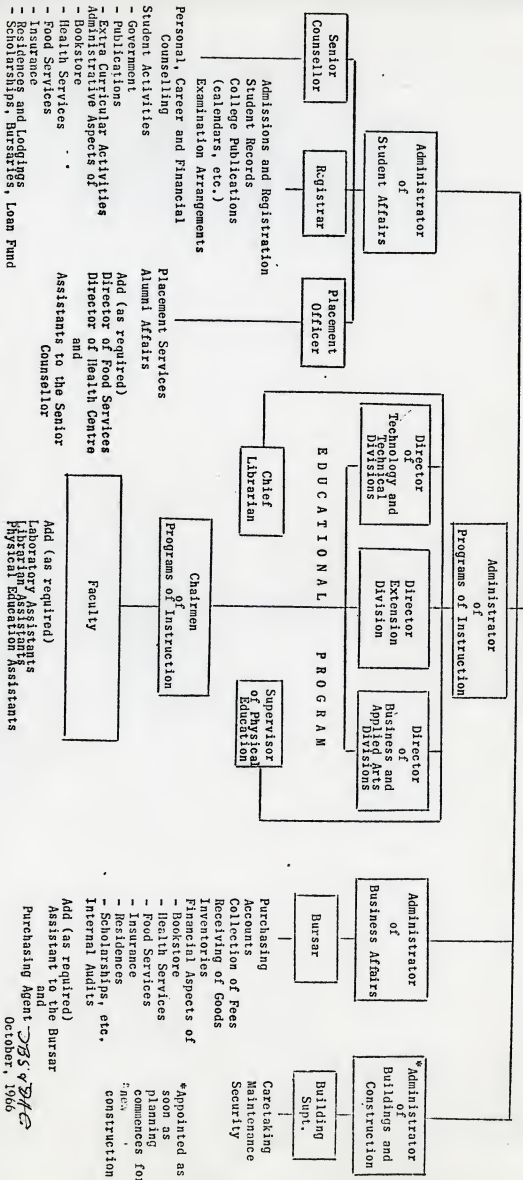 Administrator
of
Student Affairs
Senior
Counsellor
Registrar
Placement
Officer
Admissions and Registration
Student Records
College Publications
(calendars, etc.)
Examination Arrangements
Personal, Career and Financial
Counselling
Student Activities
- Government
- Publications
- Extra Curricular Activities
Administrative Aspects of
- Bookstore
- Health Services
- Food Services
- Insurance
- Residences and Lodgings
- Scholarships, Bursaries, Loan Fund
Placement Services
Alumni Affairs
Add (as required)
Director of Food Services
Director of Health Centre
and
Assistants to the Senior
Counsellor
Administrator
of
Programs of Instruction
Director
of
Technology and
Technical
Divisions
Director
Extension
Division
Director
of
Business and
Applied Arts
Divisions
EDUCATIONAL PROGRAM
Chief
Librarian
Supervisor
of Physical
Education
Chairmen
of
Programs of Instruction
Faculty
Add (as required)
Laboratory Assistants
Librarian Assistants
Physical Education Assistants
Administrator
of
Business Affairs
Bursar
Purchasing
Accounts
Collection of Fees
Receiving of Goods
Inventories
Financial Aspects of
- Bookstore
- Health Services
- Food Services
- Insurance
- Residences
- Scholarships, etc.
Internal Audits
Add (as required)
Assistant to the Bursar
and
Purchasing Agent
*Administrator
of
Buildings and
Construction
Building
Supt.
Caretaking
Maintenance
Security
*Appointed as
soon as
planning
commences for
new
construction
October, 1966